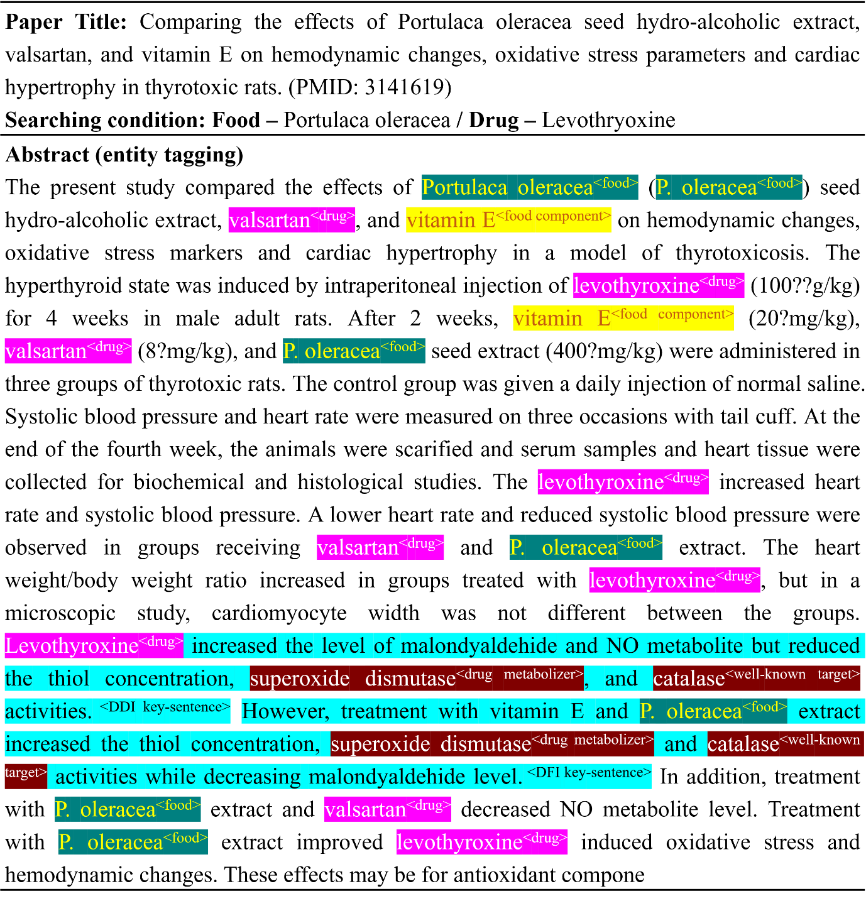 Paper Title: Comparing the effects of Portulaca oleracea seed hydro-alcoholic extract,
valsartan, and vitamin E on hemodynamic changes, oxidative stress parameters and cardiac
hypertrophy in thyrotoxic rats. (PMID: 3141619)
Searching condition: Food – Portulaca oleracea / Drug – Levothryoxine
Abstract (entity tagging)
The present study compared the effects of Portulaca oleracea<food> (P. oleracea<food>) seed
hydro-alcoholic extract, valsartan<drug>, and vitamin E<food component> on hemodynamic changes,
oxidative stress markers and cardiac hypertrophy in a model of thyrotoxicosis. The
hyperthyroid state was induced by intraperitoneal injection of levothyroxine<drug> (100??g/kg)
for 4 weeks in male adult rats. After 2 weeks, vitamin E<food component> (20?mg/kg),
valsartan<drug> (8?mg/kg), and P. oleracea<food> seed extract (400?mg/kg) were administered in
three groups of thyrotoxic rats. The control group was given a daily injection of normal saline.
Systolic blood pressure and heart rate were measured on three occasions with tail cuff. At the
end of the fourth week, the animals were scarified and serum samples and heart tissue were
collected for biochemical and histological studies. The levothyroxine<drug> increased heart
rate and systolic blood pressure. A lower heart rate and reduced systolic blood pressure were
observed in groups receiving valsartan<drug> and P. oleracea<food> extract. The heart
weight/body weight ratio increased in groups treated with levothyroxine<drug>, but in a
microscopic study, cardiomyocyte width was not different between the groups.
Levothyroxine<drug> increased the level of malondyaldehyde and NO metabolite but reduced
the thiol concentration, superoxide dismutase<drug metabolizer>, and catalase<well-known target>
activities. <DDI key-sentence> However, treatment with vitamin E and P. oleracea<food> extract
increased the thiol concentration, superoxide dismutase<drug metabolizer> and catalase<well-known
target> activities while decreasing malondyaldehyde level. <DFI key-sentence> In addition, treatment
with P. oleracea<food> extract and valsartan<drug> decreased NO metabolite level. Treatment
with P. oleracea<food> extract improved levothyroxine<drug> induced oxidative stress and
hemodynamic changes. These effects may be for antioxidant compone